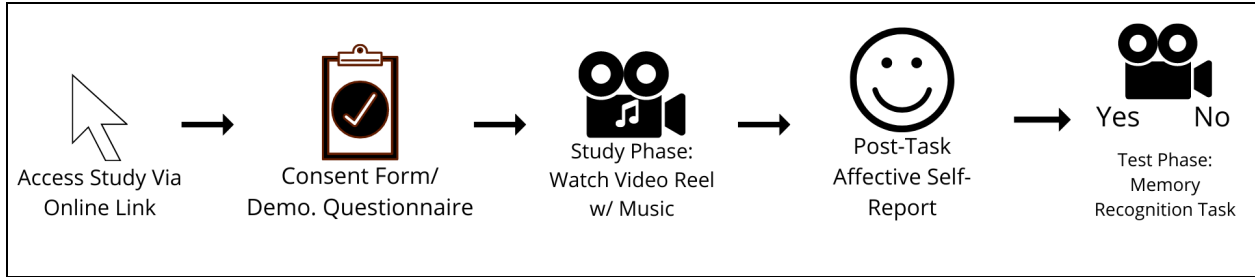 Access Study Via
Online Link
Consent Form/
Demo. Questionnaire
Study Phase:
Watch Video Reel
w/ Music
Post-Task
Affective Self-
Report
Yes No
Test Phase:
Memory
Recognition Task